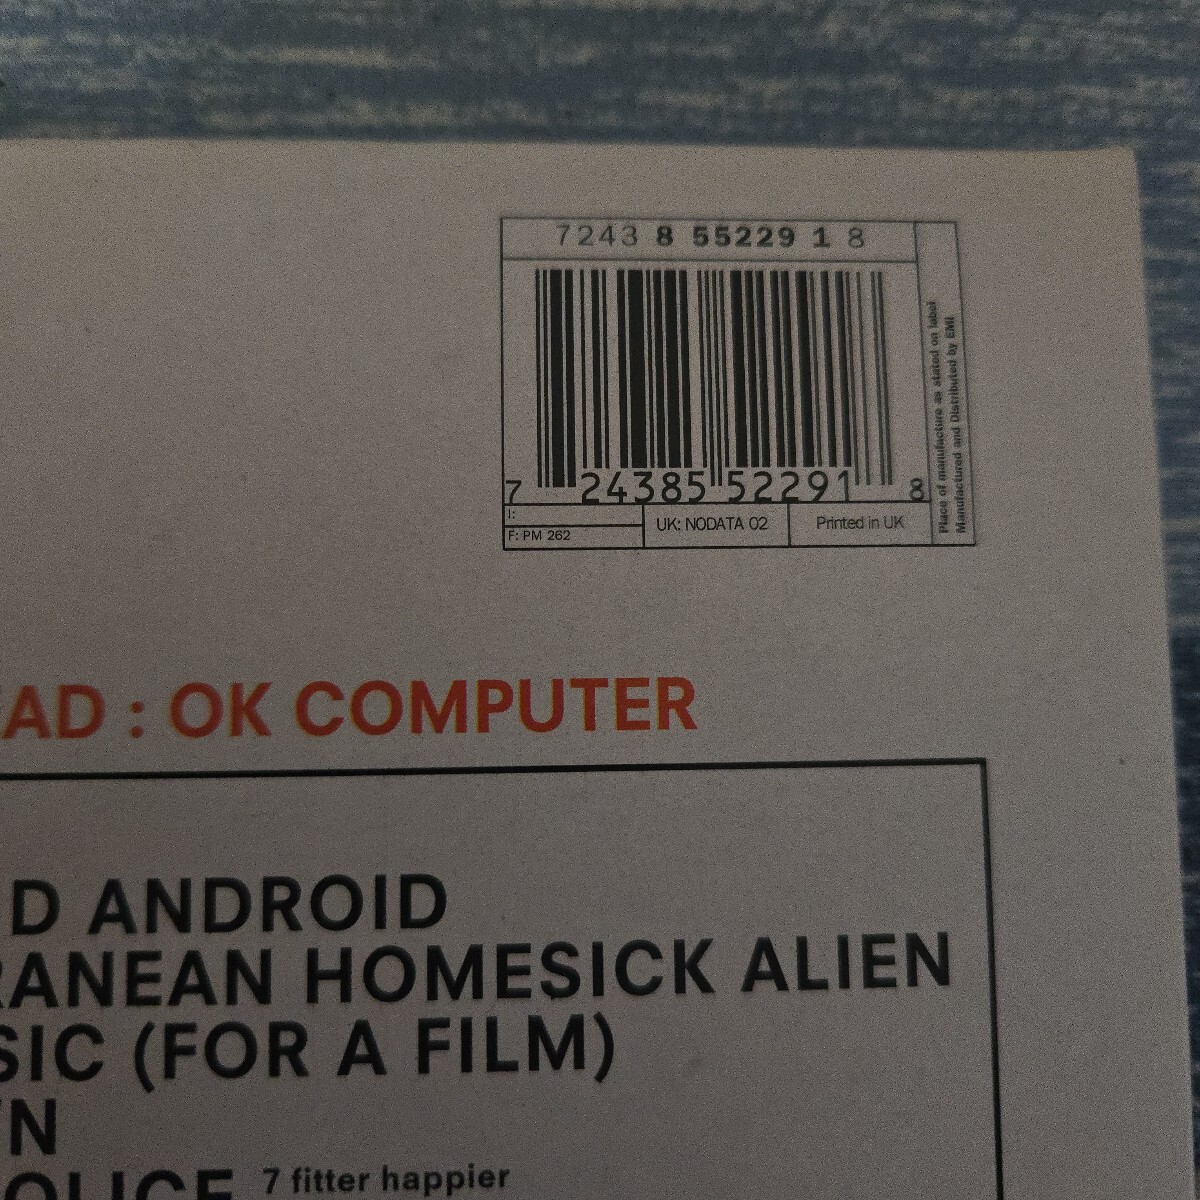 7243 8 55229 1 8
7 24385 52291 8
I:
F: PM 262
UK: NODATA 02
Printed in UK
Place of manufacture as stated on label
Manufactured and Distributed by EMI
EAD : OK COMPUTER
D ANDROID
RANEAN HOMESICK ALIEN
SIC (FOR A FILM)
N
OLICE 7 fitter happier